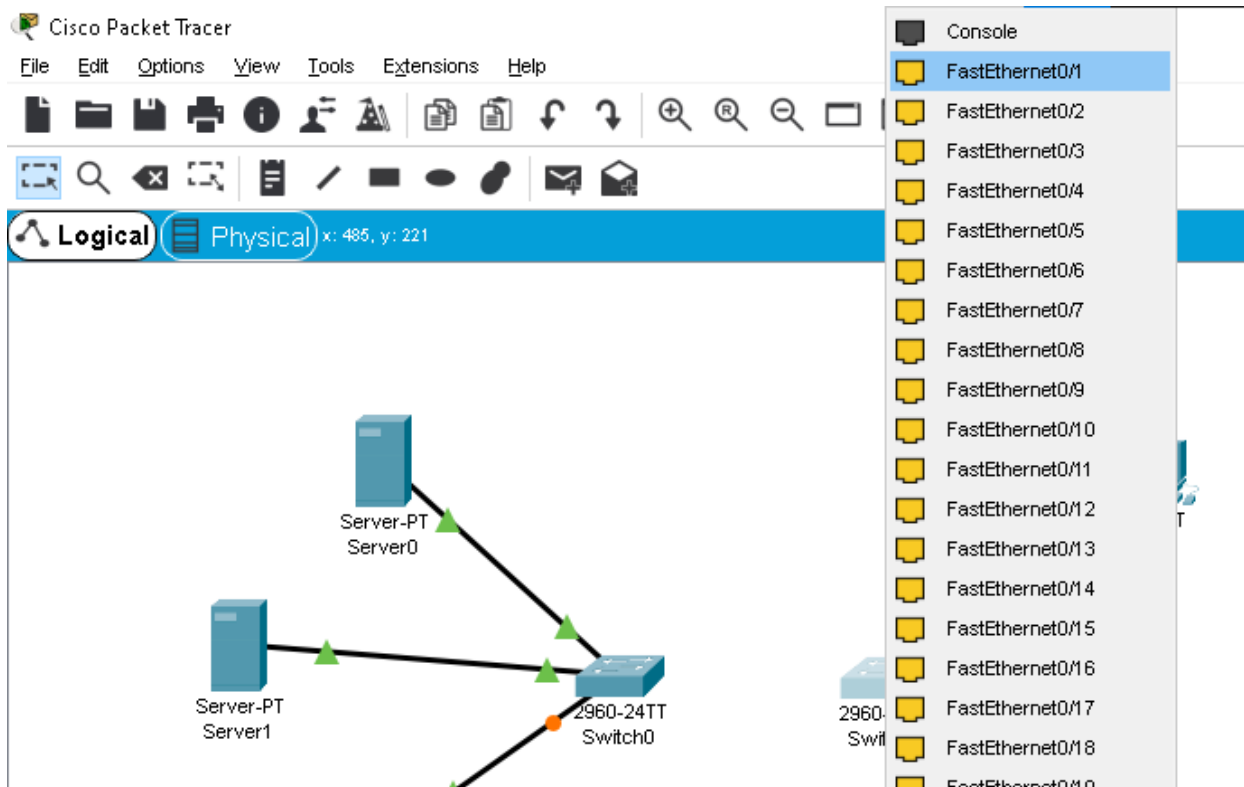 Cisco Packet Tracer
File Edit Options View Tools Extensions Help
Logical Physical x: 485, y: 221
Console
FastEthernet0/1
FastEthernet0/2
FastEthernet0/3
FastEthernet0/4
FastEthernet0/5
FastEthernet0/6
FastEthernet0/7
FastEthernet0/8
FastEthernet0/9
FastEthernet0/10
FastEthernet0/11
FastEthernet0/12
FastEthernet0/13
FastEthernet0/14
FastEthernet0/15
FastEthernet0/16
FastEthernet0/17
FastEthernet0/18
Server-PT
Server0
Server-PT
Server1
2960-24TT
Switch0
2960-